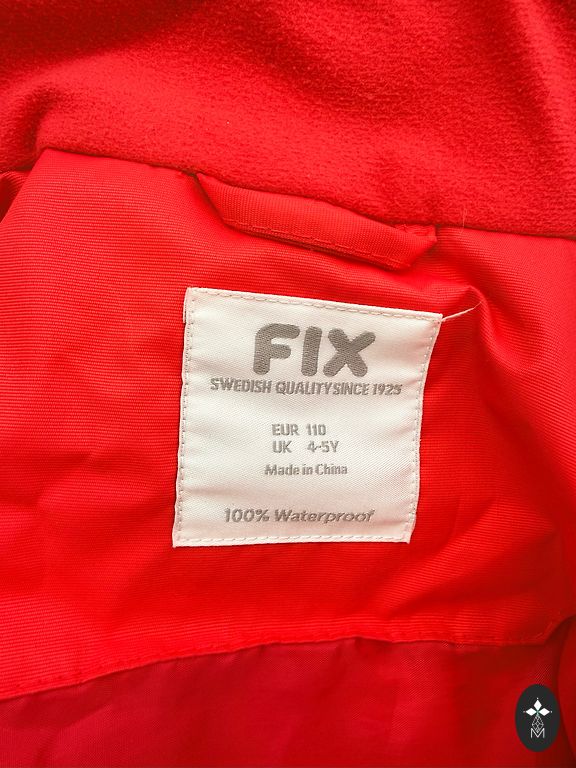 FIX
SWEDISH QUALITY SINCE 1925
EUR 110
UK 4-5Y
Made in China
100% Waterproof
M